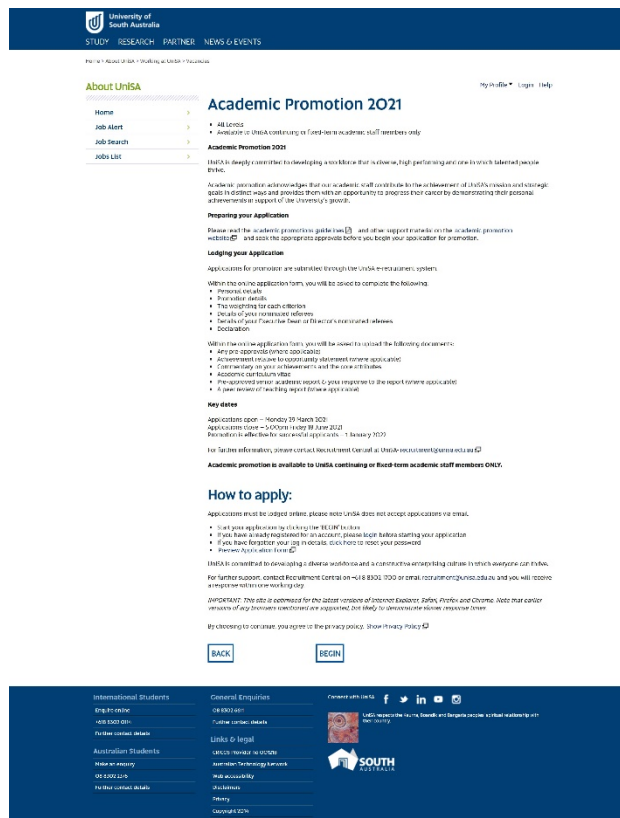 University of
South Australia
STUDY RESEARCH PARTNER NEWS & EVENTS
Home > About UniSA > Working at UniSA > Vacancies
About UniSA
My Profile Login Help
Home
Job Alert
Job Search
Jobs List
Academic Promotion 2021
All Levels
Available to UniSA continuing or fixed-term academic staff members only
Academic Promotion 2021
UniSA is deeply committed to developing a workforce that is diverse, high performing and one in which talented people
thrive.
Academic promotion acknowledges that our academic staff contribute to the achievement of UniSA's mission and strategic
goals in distinct ways and provides them with an opportunity to progress their career by demonstrating their personal
achievements in support of the University's growth.
Preparing your Application
Please read the academic promotions guidelines and other support material on the academic promotion
website and seek the appropriate approvals before you begin your application for promotion.
Lodging your Application
Applications for promotion are submitted through the UniSA e-recruitment system.
Within the online application form, you will be asked to complete the following:
Personal details
Promotion details
The weighting for each criterion
Details of your nominated referees
Details of your Executive Dean or Director's nominated referees
Declaration
Within the online application form, you will be asked to upload the following documents:
Any pre-approvals (where applicable)
Achievement relative to opportunity statement (where applicable)
Commentary on your achievements and the core attributes
Academic curriculum vitae
Pre-approved senior academic report & your response to the report (where applicable)
A peer review of teaching report (where applicable)
Key dates
Applications open – Monday 29 March 2021
Applications close – 5:00pm Friday 18 June 2021
Promotion is effective for successful applicants – 1 January 2022
For further information, please contact Recruitment Central at UniSA-recruitment@unisa.edu.au
Academic promotion is available to UniSA continuing or fixed-term academic staff members ONLY.
How to apply:
Applications must be lodged online, please note UniSA does not accept applications via email.
Start your application by clicking the 'BEGIN' button
If you have already registered for an account, please login before starting your application
If you have forgotten your log in details, click here to reset your password
Preview Application Form
UniSA is committed to developing a diverse workforce and a constructive enterprising culture in which everyone can thrive.
For further support, contact Recruitment Central on +61 8 8302 1700 or email recruitment@unisa.edu.au and you will receive
a response within one working day.
IMPORTANT: This site is optimised for the latest versions of Internet Explorer, Safari, Firefox and Chrome. Note that earlier
versions of any browsers mentioned are supported, but likely to demonstrate slower response times.
By choosing to continue, you agree to the privacy policy. Show Privacy Policy
BACK BEGIN
International Students
Enquire online
Further contact details
Australian Students
Make an enquiry
08 8302 2376
Further contact details
General Enquiries
08 8302 6611
Further contact details
Links & legal
CRICOS Provider no 00121B
Australian Technology Network
Web accessibility
Disclaimers
Privacy
Copyright 2014
Connect with UniSA
UniSA respects the Kaurna, Boandik and Barngarla peoples' spiritual relationship with
their country.
SOUTH
AUSTRALIA